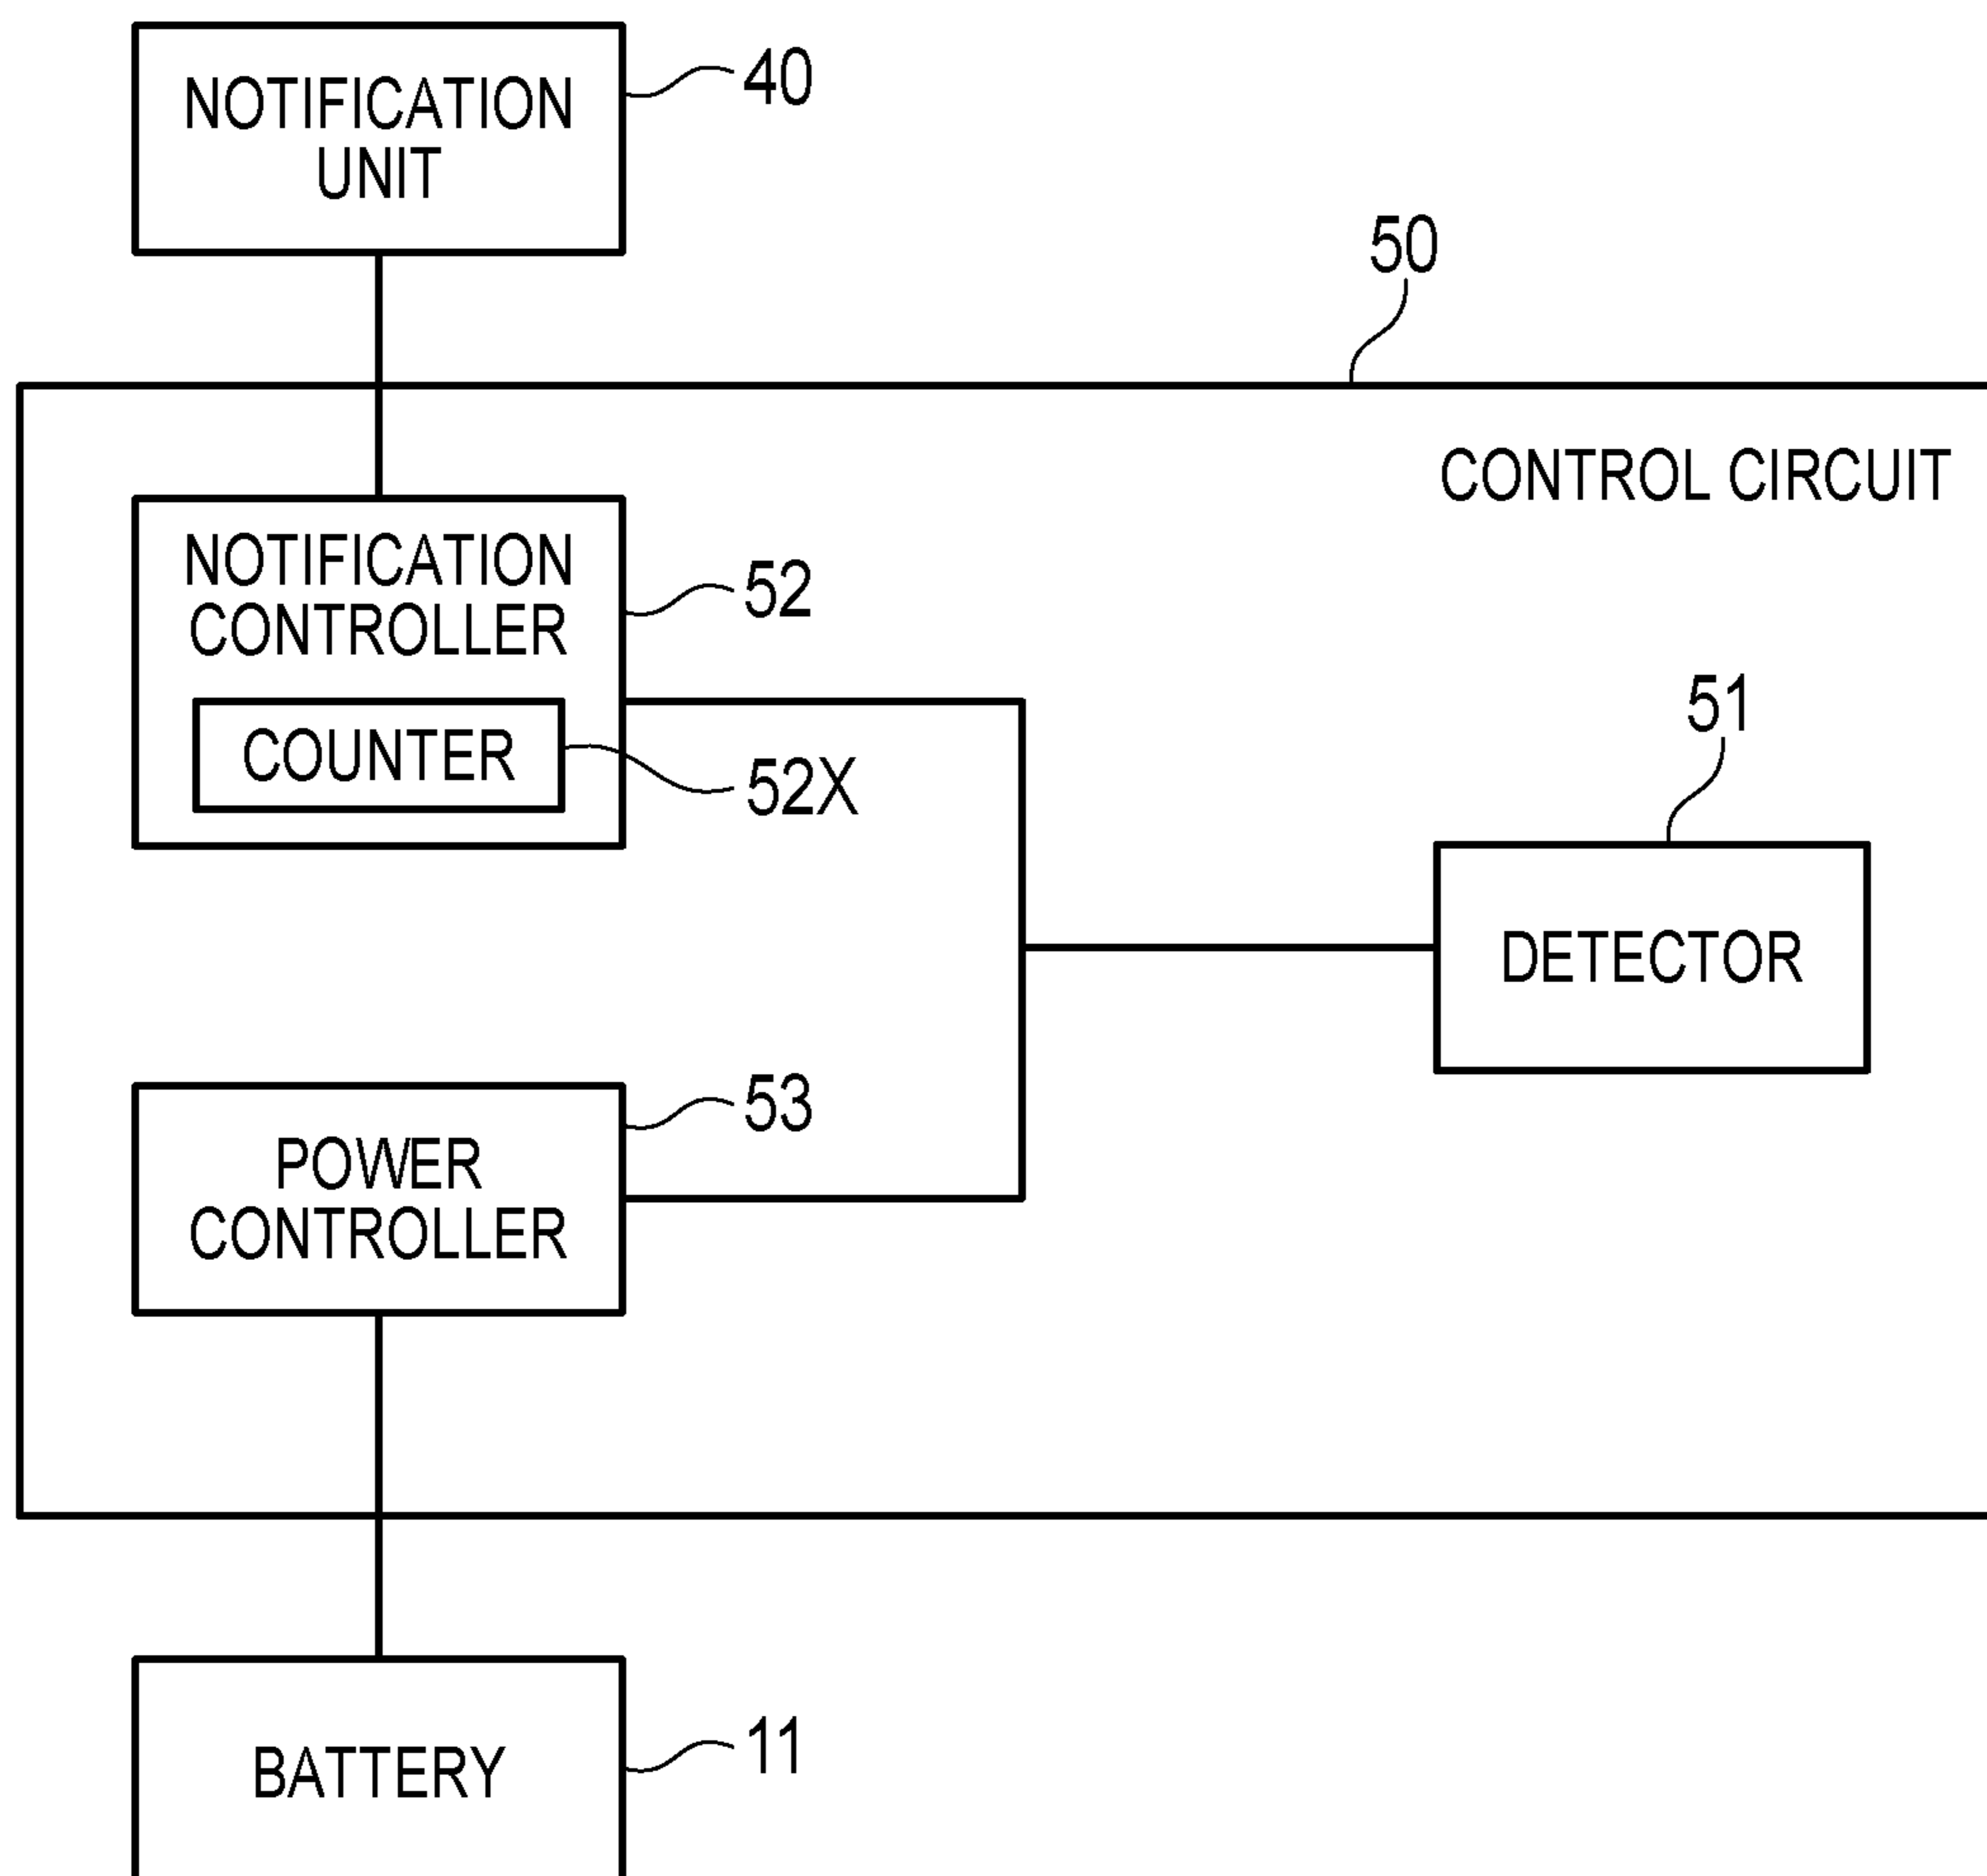 NOTIFICATION
UNIT
40
50
CONTROL CIRCUIT
NOTIFICATION
CONTROLLER
52
COUNTER
52X
51
DETECTOR
53
POWER
CONTROLLER
BATTERY
11